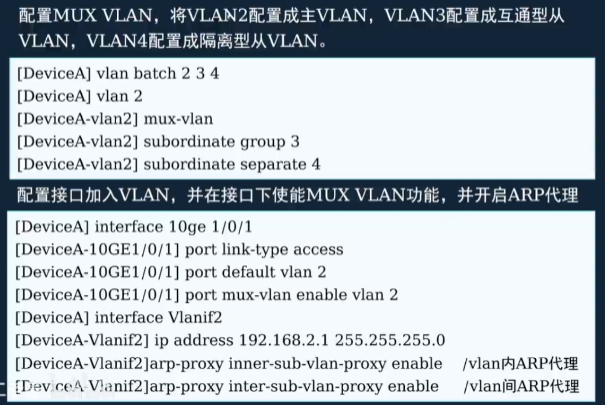 配置MUX VLAN，将VLAN2配置成主VLAN，VLAN3配置成互通型从
VLAN，VLAN4配置成隔离型从VLAN。
[DeviceA] vlan batch 2 3 4
[DeviceA] vlan 2
[DeviceA-vlan2] mux-vlan
[DeviceA-vlan2] subordinate group 3
[DeviceA-vlan2] subordinate separate 4
配置接口加入VLAN，并在接口下使能MUX VLAN功能，并开启ARP代理
[DeviceA] interface 10ge 1/0/1
[DeviceA-10GE1/0/1] port link-type access
[DeviceA-10GE1/0/1] port default vlan 2
[DeviceA-10GE1/0/1] port mux-vlan enable vlan 2
[DeviceA] interface Vlanif2
[DeviceA-Vlanif2] ip address 192.168.2.1 255.255.255.0
[DeviceA-Vlanif2]arp-proxy inner-sub-vlan-proxy enable /vlan内ARP代理
[DeviceA-Vlanif2]arp-proxy inter-sub-vlan-proxy enable /vlan间ARP代理